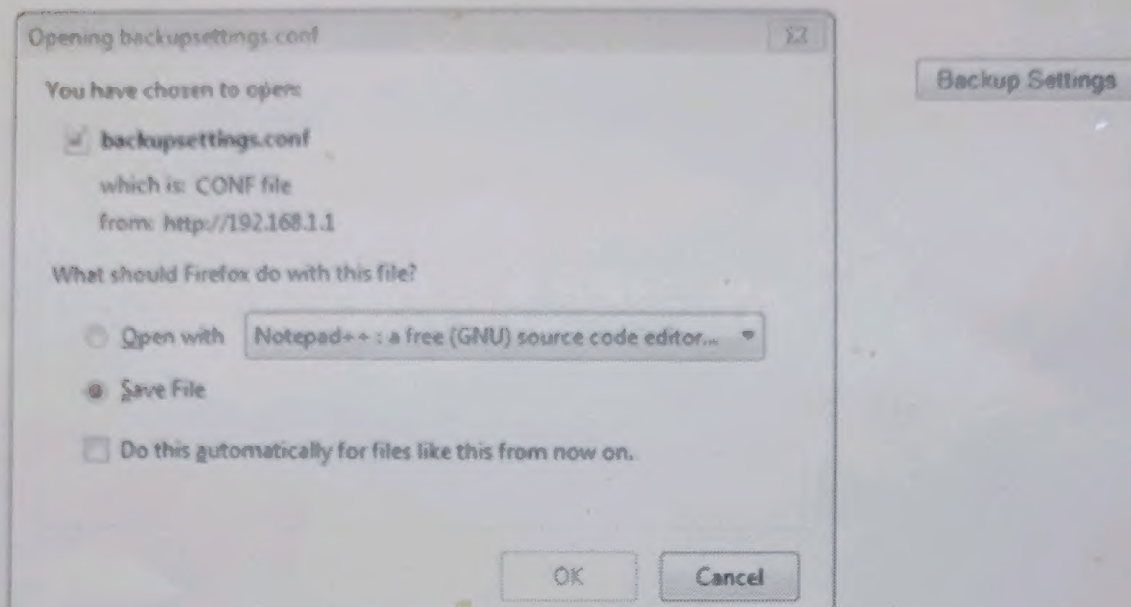 Opening backupsettings.conf
Backup Settings
You have chosen to open:
backupsettings.conf
which is: CONF file
from: http://192.168.1.1
What should Firefox do with this file?
Open with Notepad++ : a free (GNU) source code editor...
Save File
Do this automatically for files like this from now on.
OK Cancel